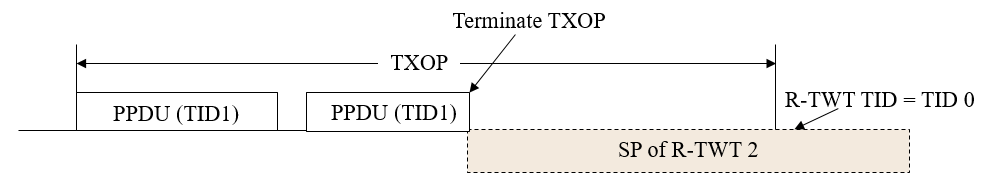 Terminate TXOP
TXOP
PPDU (TID1)
PPDU (TID1)
R-TWT TID = TID 0
SP of R-TWT 2